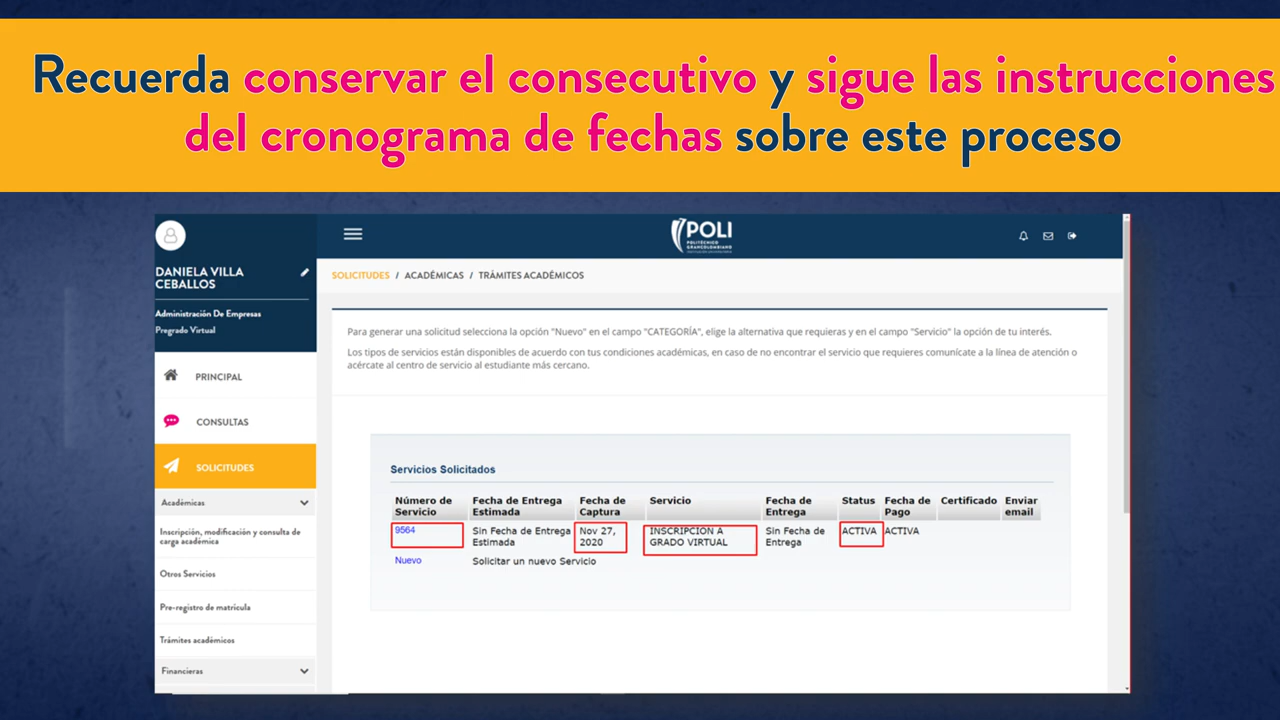 Recuerda conservar el consecutivo y sigue las instrucciones
del cronograma de fechas sobre este proceso
POLI
POLITÉCNICO
GRANCOLOMBIANO
DANIELA VILLA
CEBALLOS
Administración De Empresas
Pregrado Virtual
PRINCIPAL
CONSULTAS
SOLICITUDES
Académicas
Inscripción, modificación y consulta de
carga académica
Otros Servicios
Pre-registro de matrícula
Trámites académicos
Financieras
SOLICITUDES / ACADÉMICAS / TRÁMITES ACADÉMICOS
Para generar una solicitud selecciona la opción "Nuevo" en el campo "CATEGORÍA", elige la alternativa que requieras y en el campo "Servicio" la opción de tu interés.
Los tipos de servicios están disponibles de acuerdo con tus condiciones académicas, en caso de no encontrar el servicio que requieres comunícate a la línea de atención o
acércate al centro de servicio al estudiante más cercano.
Servicios Solicitados
Número de Fecha de Entrega Fecha de Servicio Fecha de Status Fecha de Certificado Enviar
Servicio Estimada Captura Entrega Pago email
9564 Sin Fecha de Entrega Nov 27, INSCRIPCION A Sin Fecha de ACTIVA ACTIVA
Estimada 2020 GRADO VIRTUAL Entrega
Nuevo Solicitar un nuevo Servicio